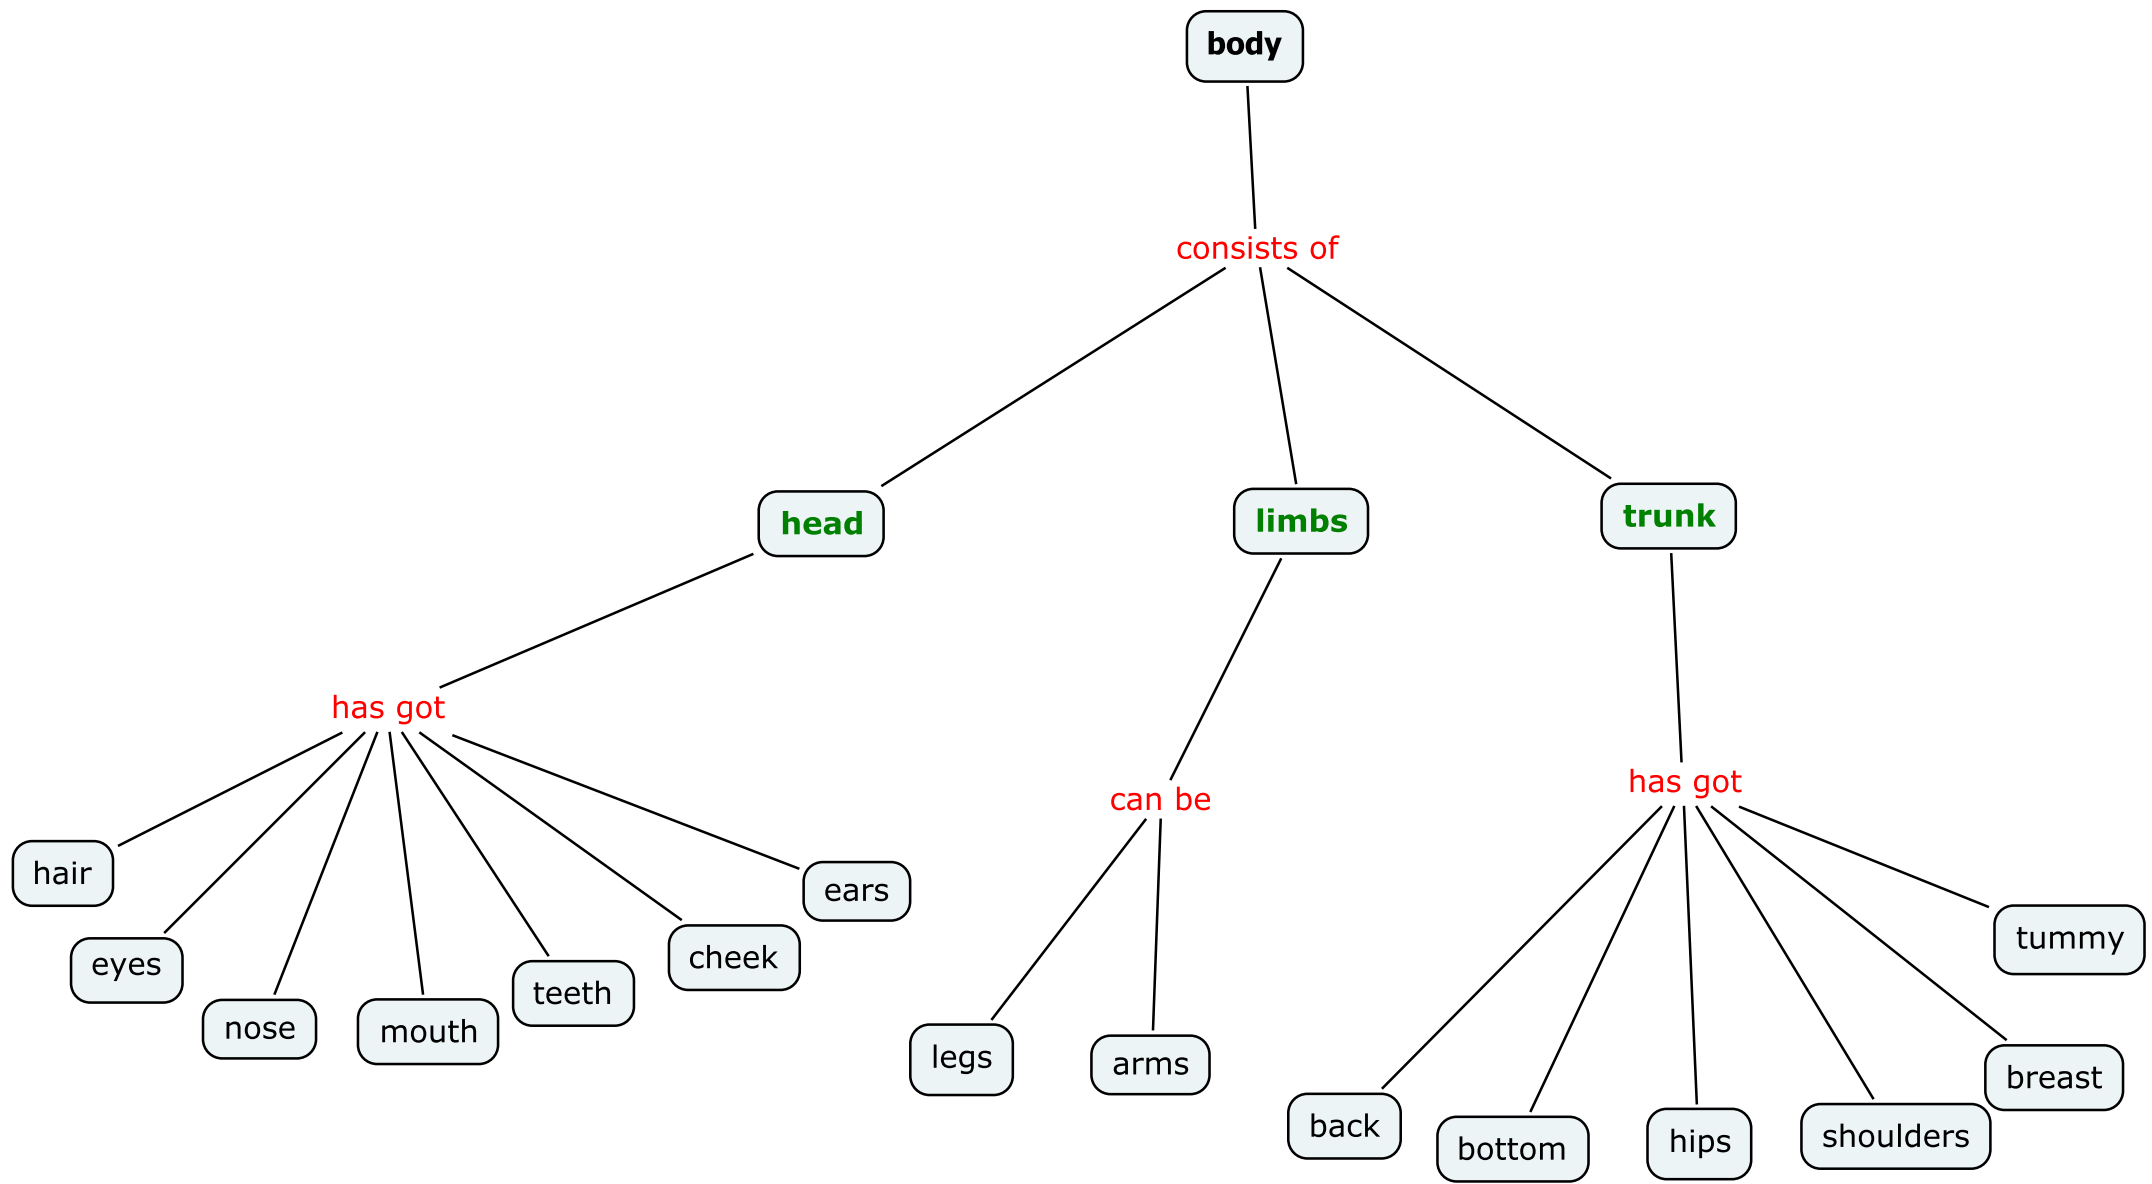 body
consists of
head
limbs
trunk
has got
can be
has got
hair
eyes
nose
mouth
teeth
cheek
ears
legs
arms
back
bottom
hips
shoulders
breast
tummy